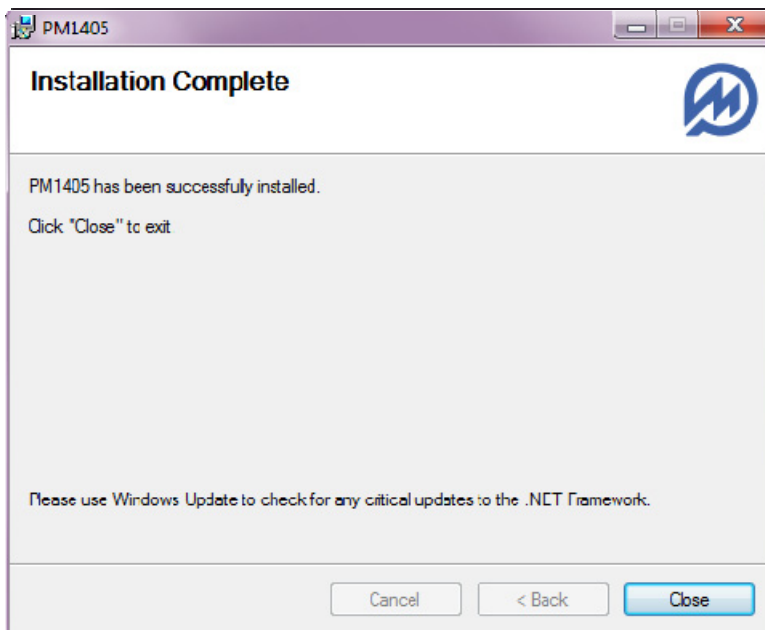 PM1405
Installation Complete
PM1405 has been successfully installed.
Click "Close" to exit
Please use Windows Update to check for any critical updates to the .NET Framework.
Cancel
< Back
Close